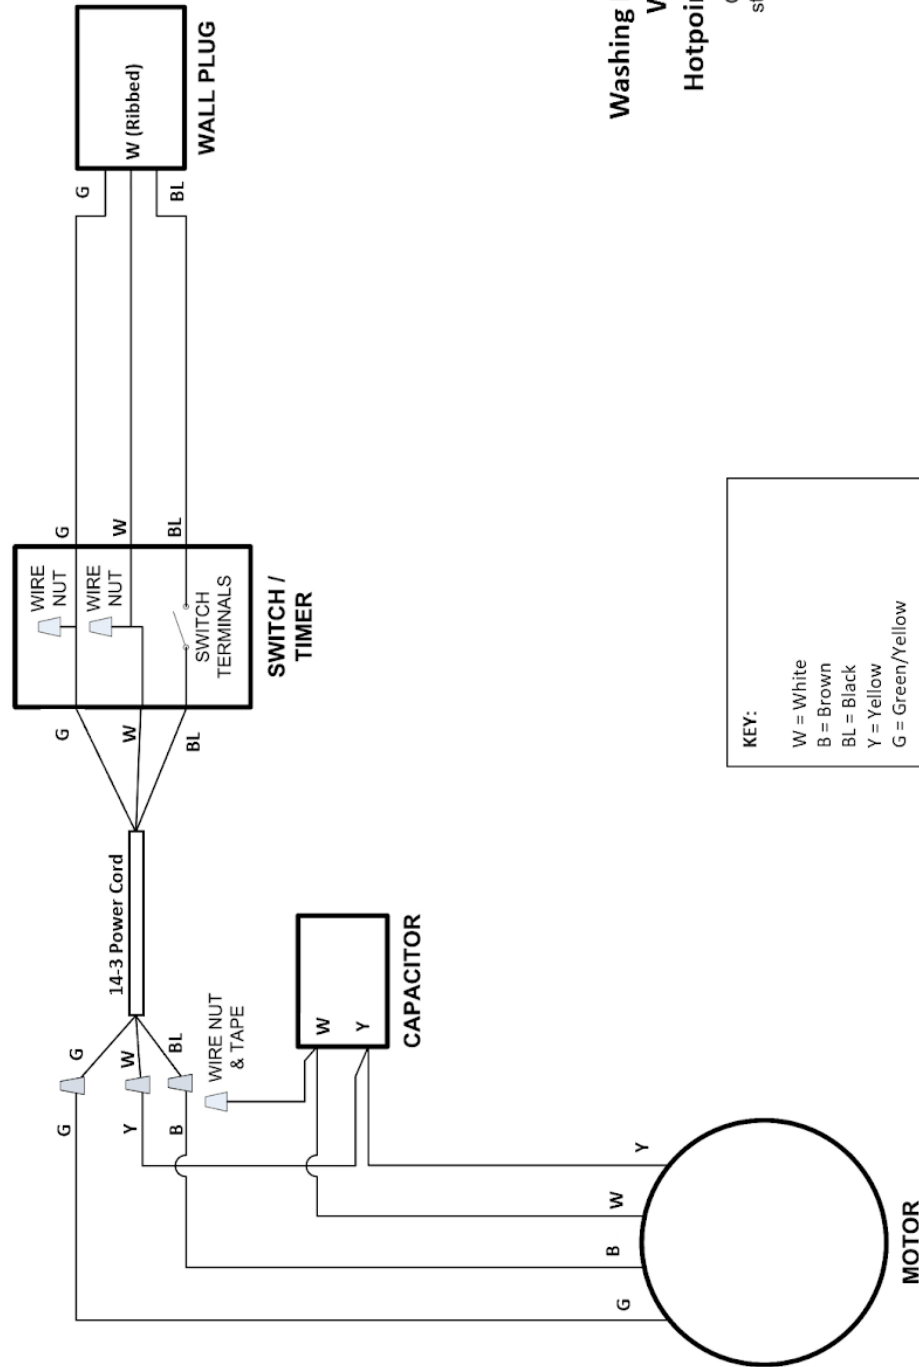 WIRE
NUT
G
G
G
G
G
WIRE
NUT
W
W
W
Y
W (Ribbed)
14-3 Power Cord
BL
BL
BL
BL
B
SWITCH
TERMINALS
WALL PLUG
WIRE NUT
& TAPE
SWITCH /
TIMER
W
Y
CAPACITOR
G
B
W
Y
MOTOR
Washing
Hotpoin
KEY:
W = White
B = Brown
BL = Black
Y = Yellow
G = Green/Yellow